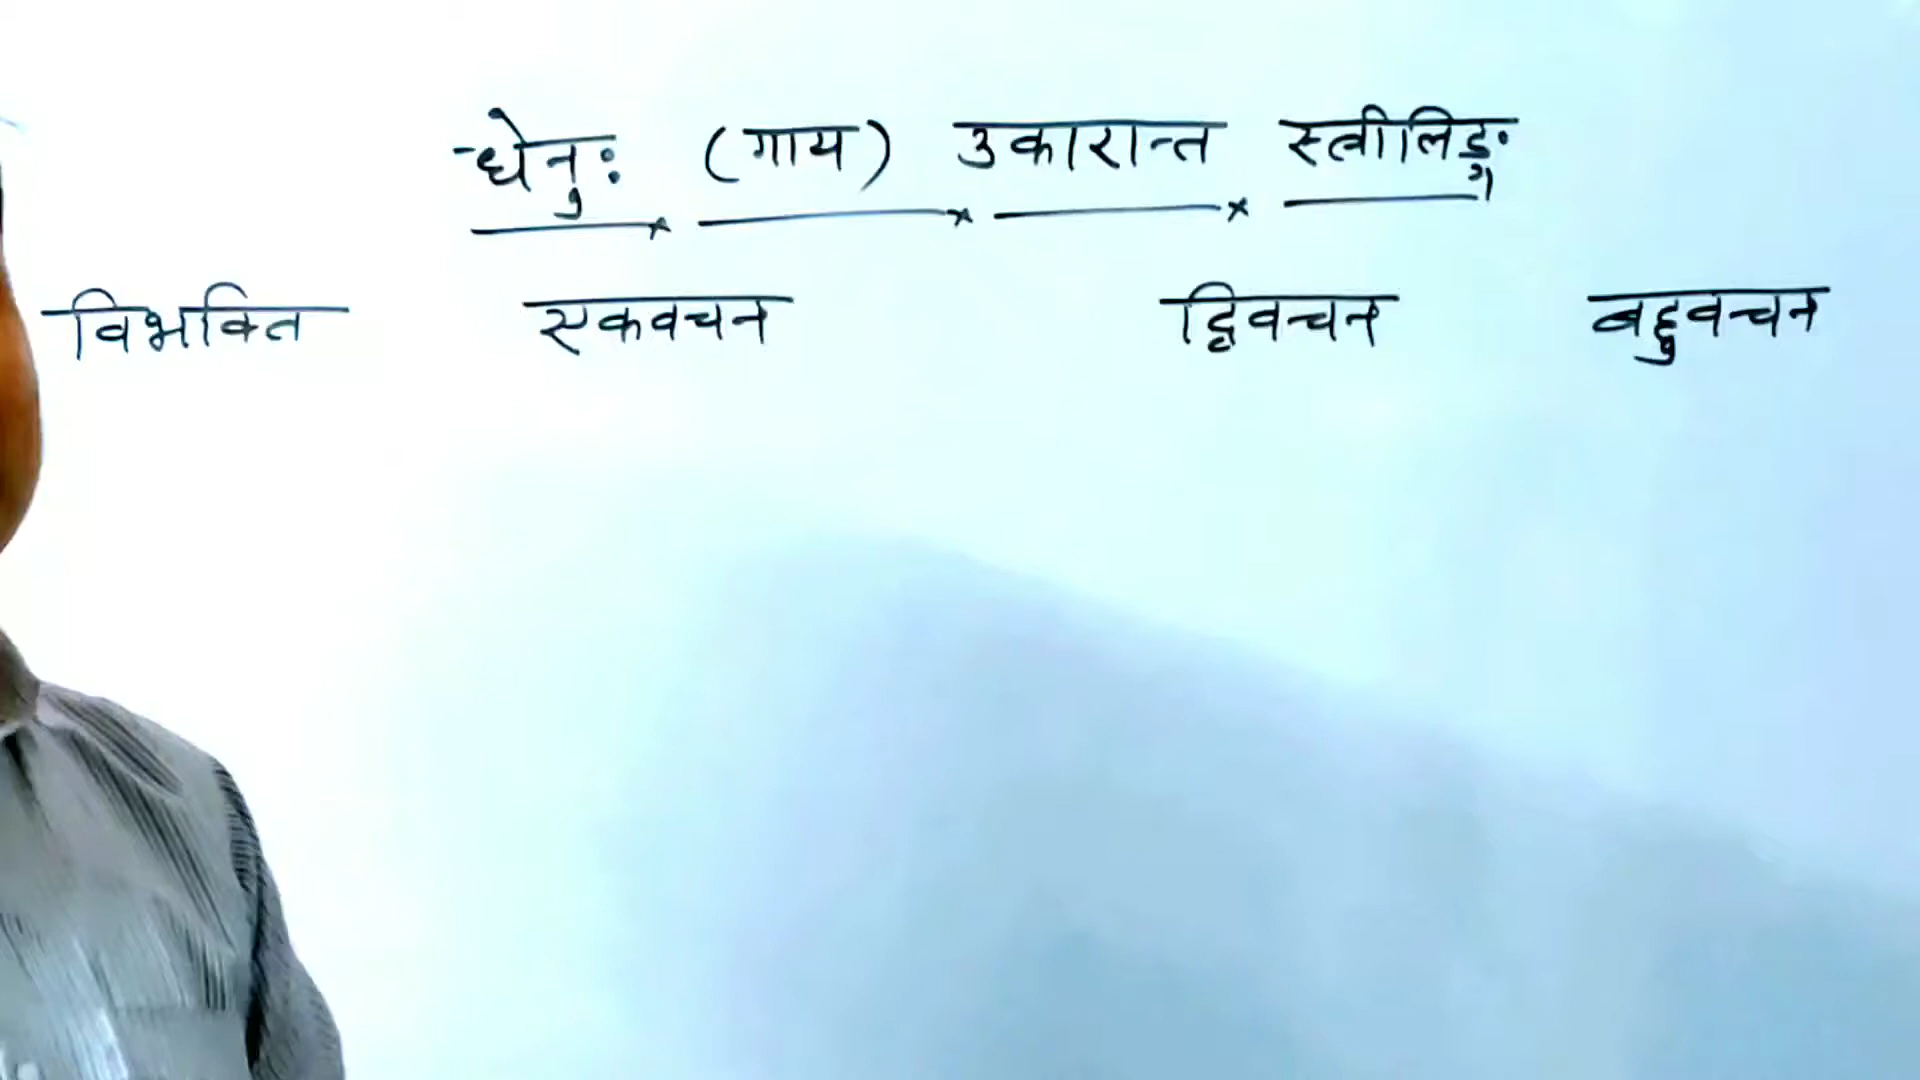 धेनुः (गाय) उकारान्त स्त्रीलिङ्ग
विभक्ति एकवचन द्विवचन बहुवचन